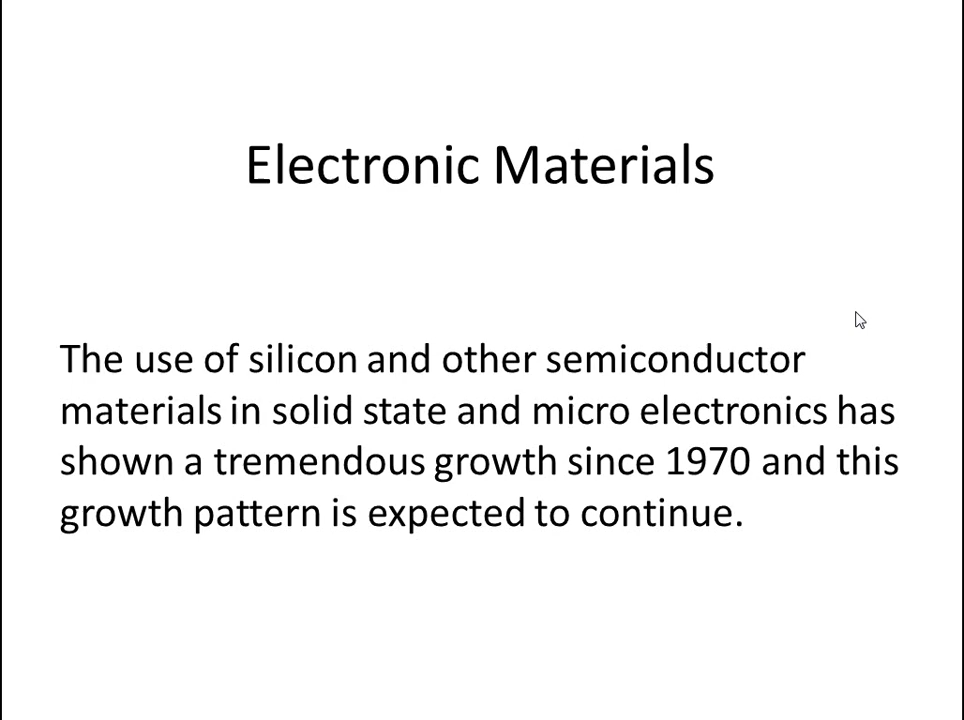 Electronic Materials
The use of silicon and other semiconductor
materials in solid state and micro electronics has
shown a tremendous growth since 1970 and this
growth pattern is expected to continue.